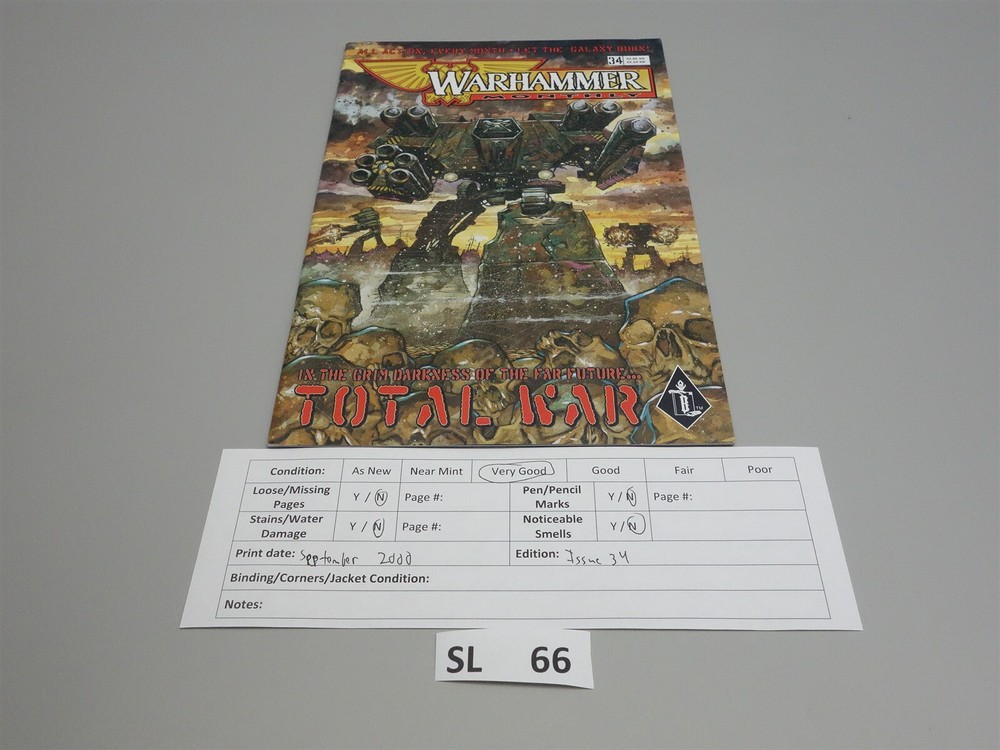 ALL ACTION, EVERY MONTH - LET THE GALAXY BURN!
34
WARHAMMER
MONTHLY
IN THE GRIM DARKNESS OF THE FAR FUTURE...
TOTAL WAR
TM
Condition: As New Near Mint Very Good Good Fair Poor
Loose/Missing Pages Y / N Page #: Pen/Pencil Marks Y / N Page #:
Stains/Water Damage Y / N Page #: Noticeable Smells Y / N
Print date: September 2000 Edition: Issue 34
Binding/Corners/Jacket Condition:
Notes:
SL 66